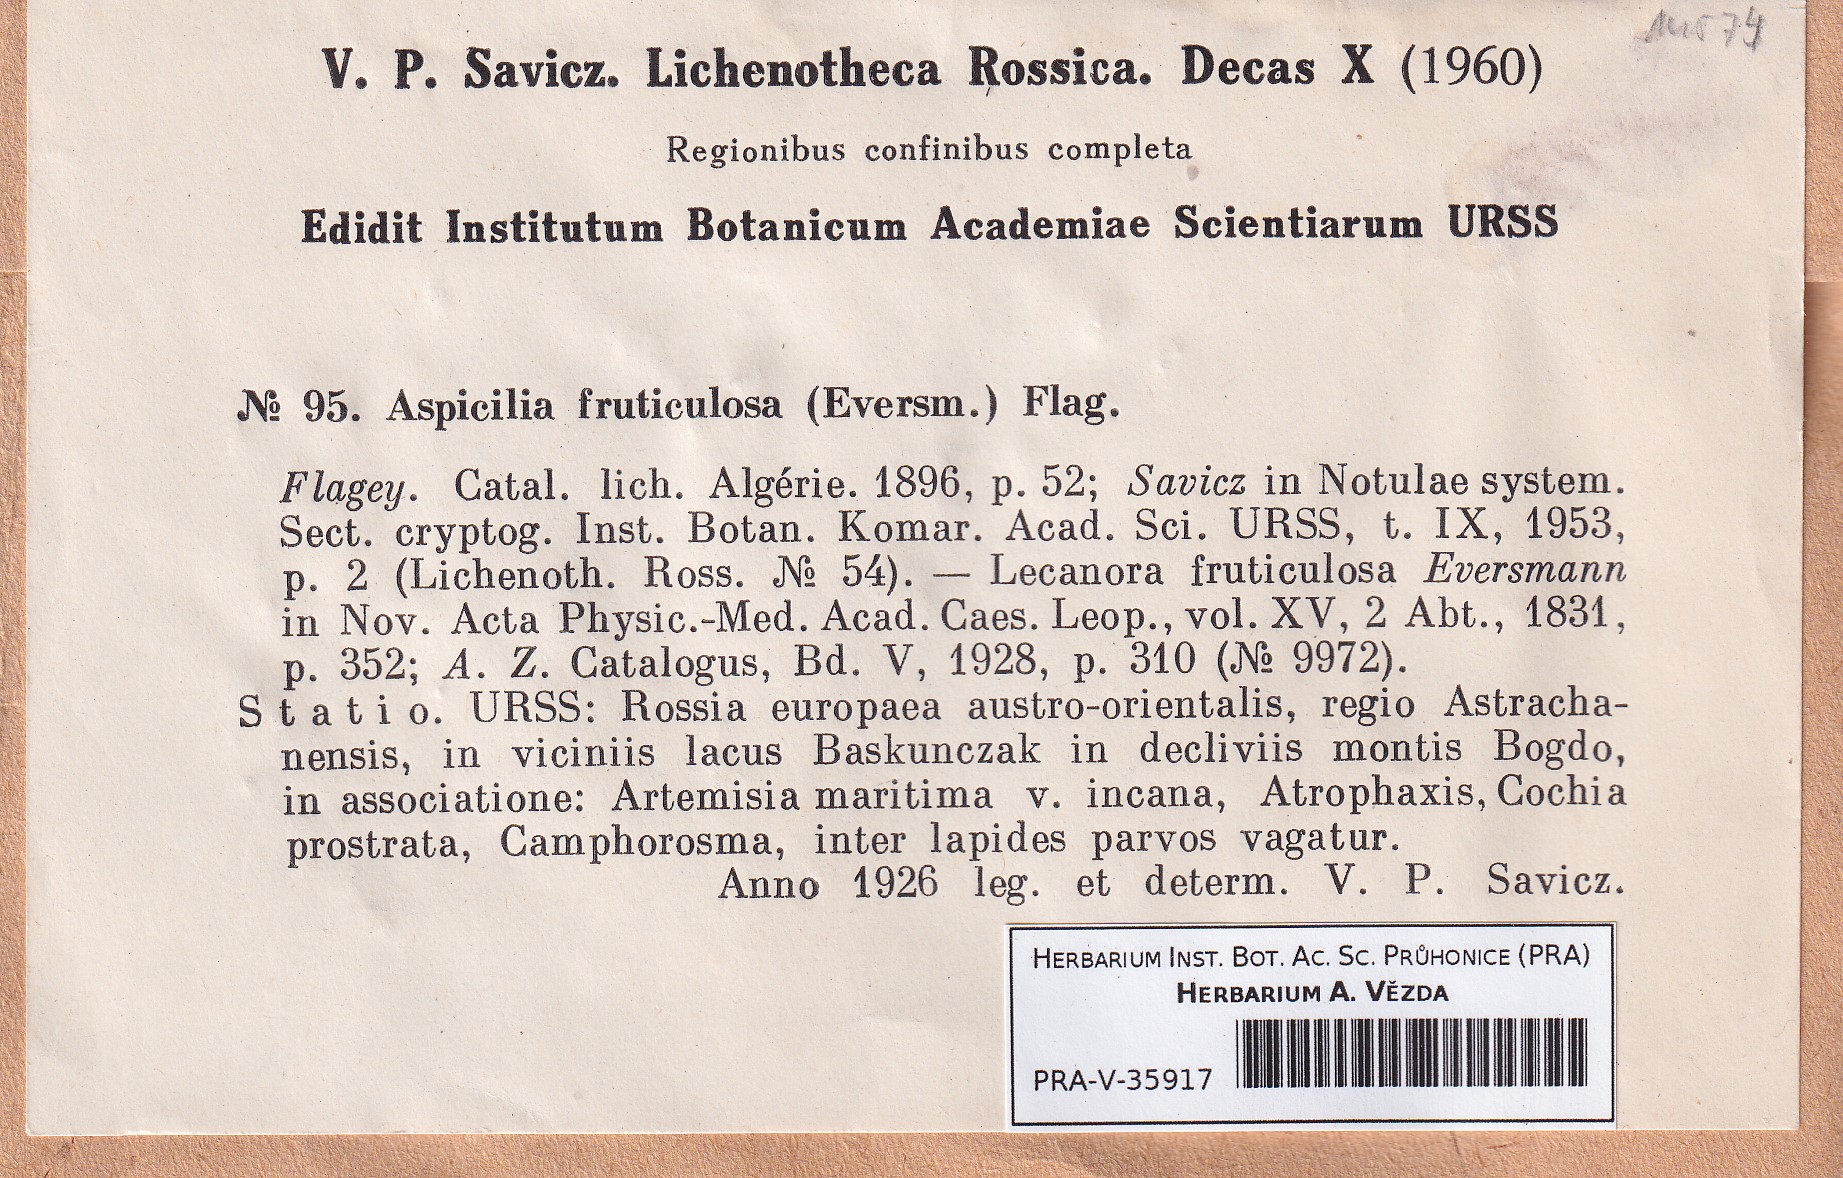 V. P. Savicz. Lichenotheca Rossica. Decas X (1960)
Regionibus confinibus completa
Edidit Institutum Botanicum Academiae Scientiarum URSS
№ 95. Aspicilia fruticulosa (Eversm.) Flag.
Flagey. Catal. lich. Algérie. 1896, p. 52; Savicz in Notulae system.
Sect. cryptog. Inst. Botan. Komar. Acad. Sci. URSS, t. IX, 1953,
p. 2 (Lichenoth. Ross. № 54). — Lecanora fruticulosa Eversmann
in Nov. Acta Physic.-Med. Acad. Caes. Leop., vol. XV, 2 Abt., 1831,
p. 352; A. Z. Catalogus, Bd. V, 1928, p. 310 (№ 9972).
Statio. URSS: Rossia europaea austro-orientalis, regio Astracha-
nensis, in viciniis lacus Baskunczak in decliviis montis Bogdo,
in associatione: Artemisia maritima v. incana, Atrophaxis, Cochia
prostrata, Camphorosma, inter lapides parvos vagatur.
Anno 1926 leg. et determ. V. P. Savicz.
HERBARIUM INST. BOT. AC. SC. PRŮHONICE (PRA)
HERBARIUM A. VĚZDA
PRA-V-35917